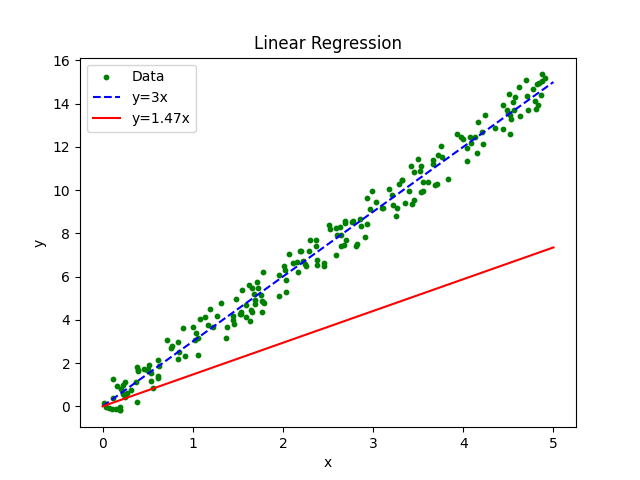 Linear Regression
Data
y=3x
y=1.47x
16
14
12
10
8
6
4
2
0
y
0 1 2 3 4 5
x